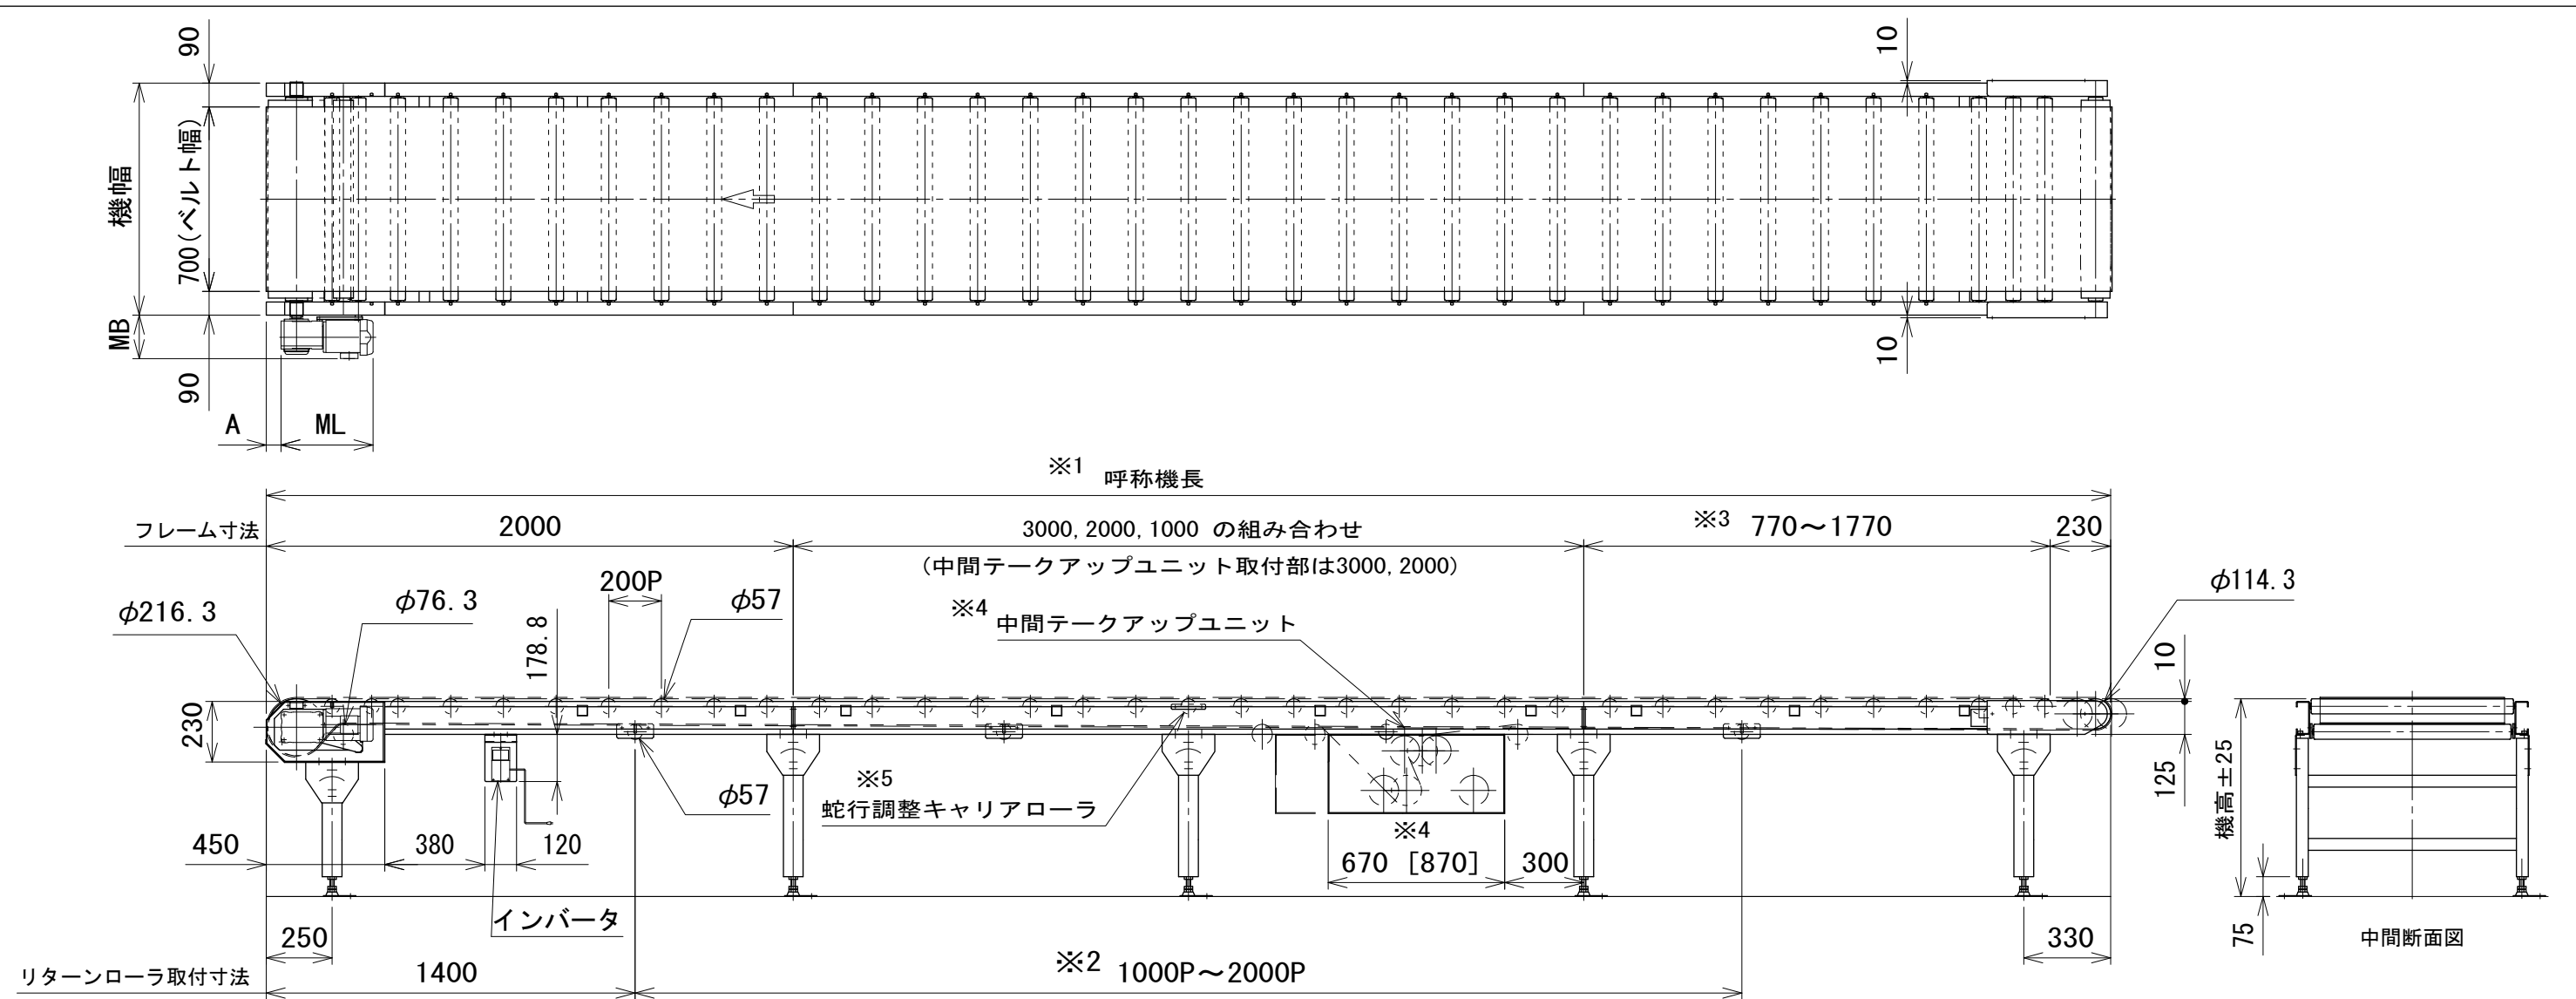 90
10
機幅
700(ベルト幅)
MB
90
10
A
ML
※1 呼称機長
フレーム寸法
2000
3000,2000,1000 の組み合わせ
※3 770～1770
230
(中間テークアップユニット取付部は3000,2000)
200P
φ216.3
φ76.3
φ57
※4
中間テークアップユニット
φ114.3
178.8
10
230
125
機高±25
φ57
※5
蛇行調整キャリアローラ
※4
450
380
120
670 [870]
300
インバータ
250
330
75
中間断面図
リターンローラ取付寸法
1400
※2 1000P～2000P